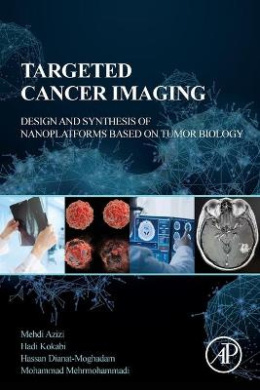 TARGETED
CANCER IMAGING
DESIGN AND SYNTHESIS OF
NANOPLATFORMS BASED ON TUMOR BIOLOGY
Mehdi Azizi
Hadi Kokabi
Hassan Dianat-Moghadam
Mohammad Mehrmohammadi